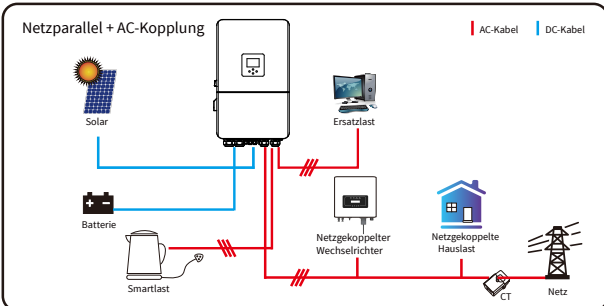 Netzparallel + AC-Kopplung
AC-Kabel
DC-Kabel
Solar
Ersatzlast
Batterie
Netzgekoppelter
Wechselrichter
Netzgekoppelte
Hauslast
Smartlast
CT
Netz